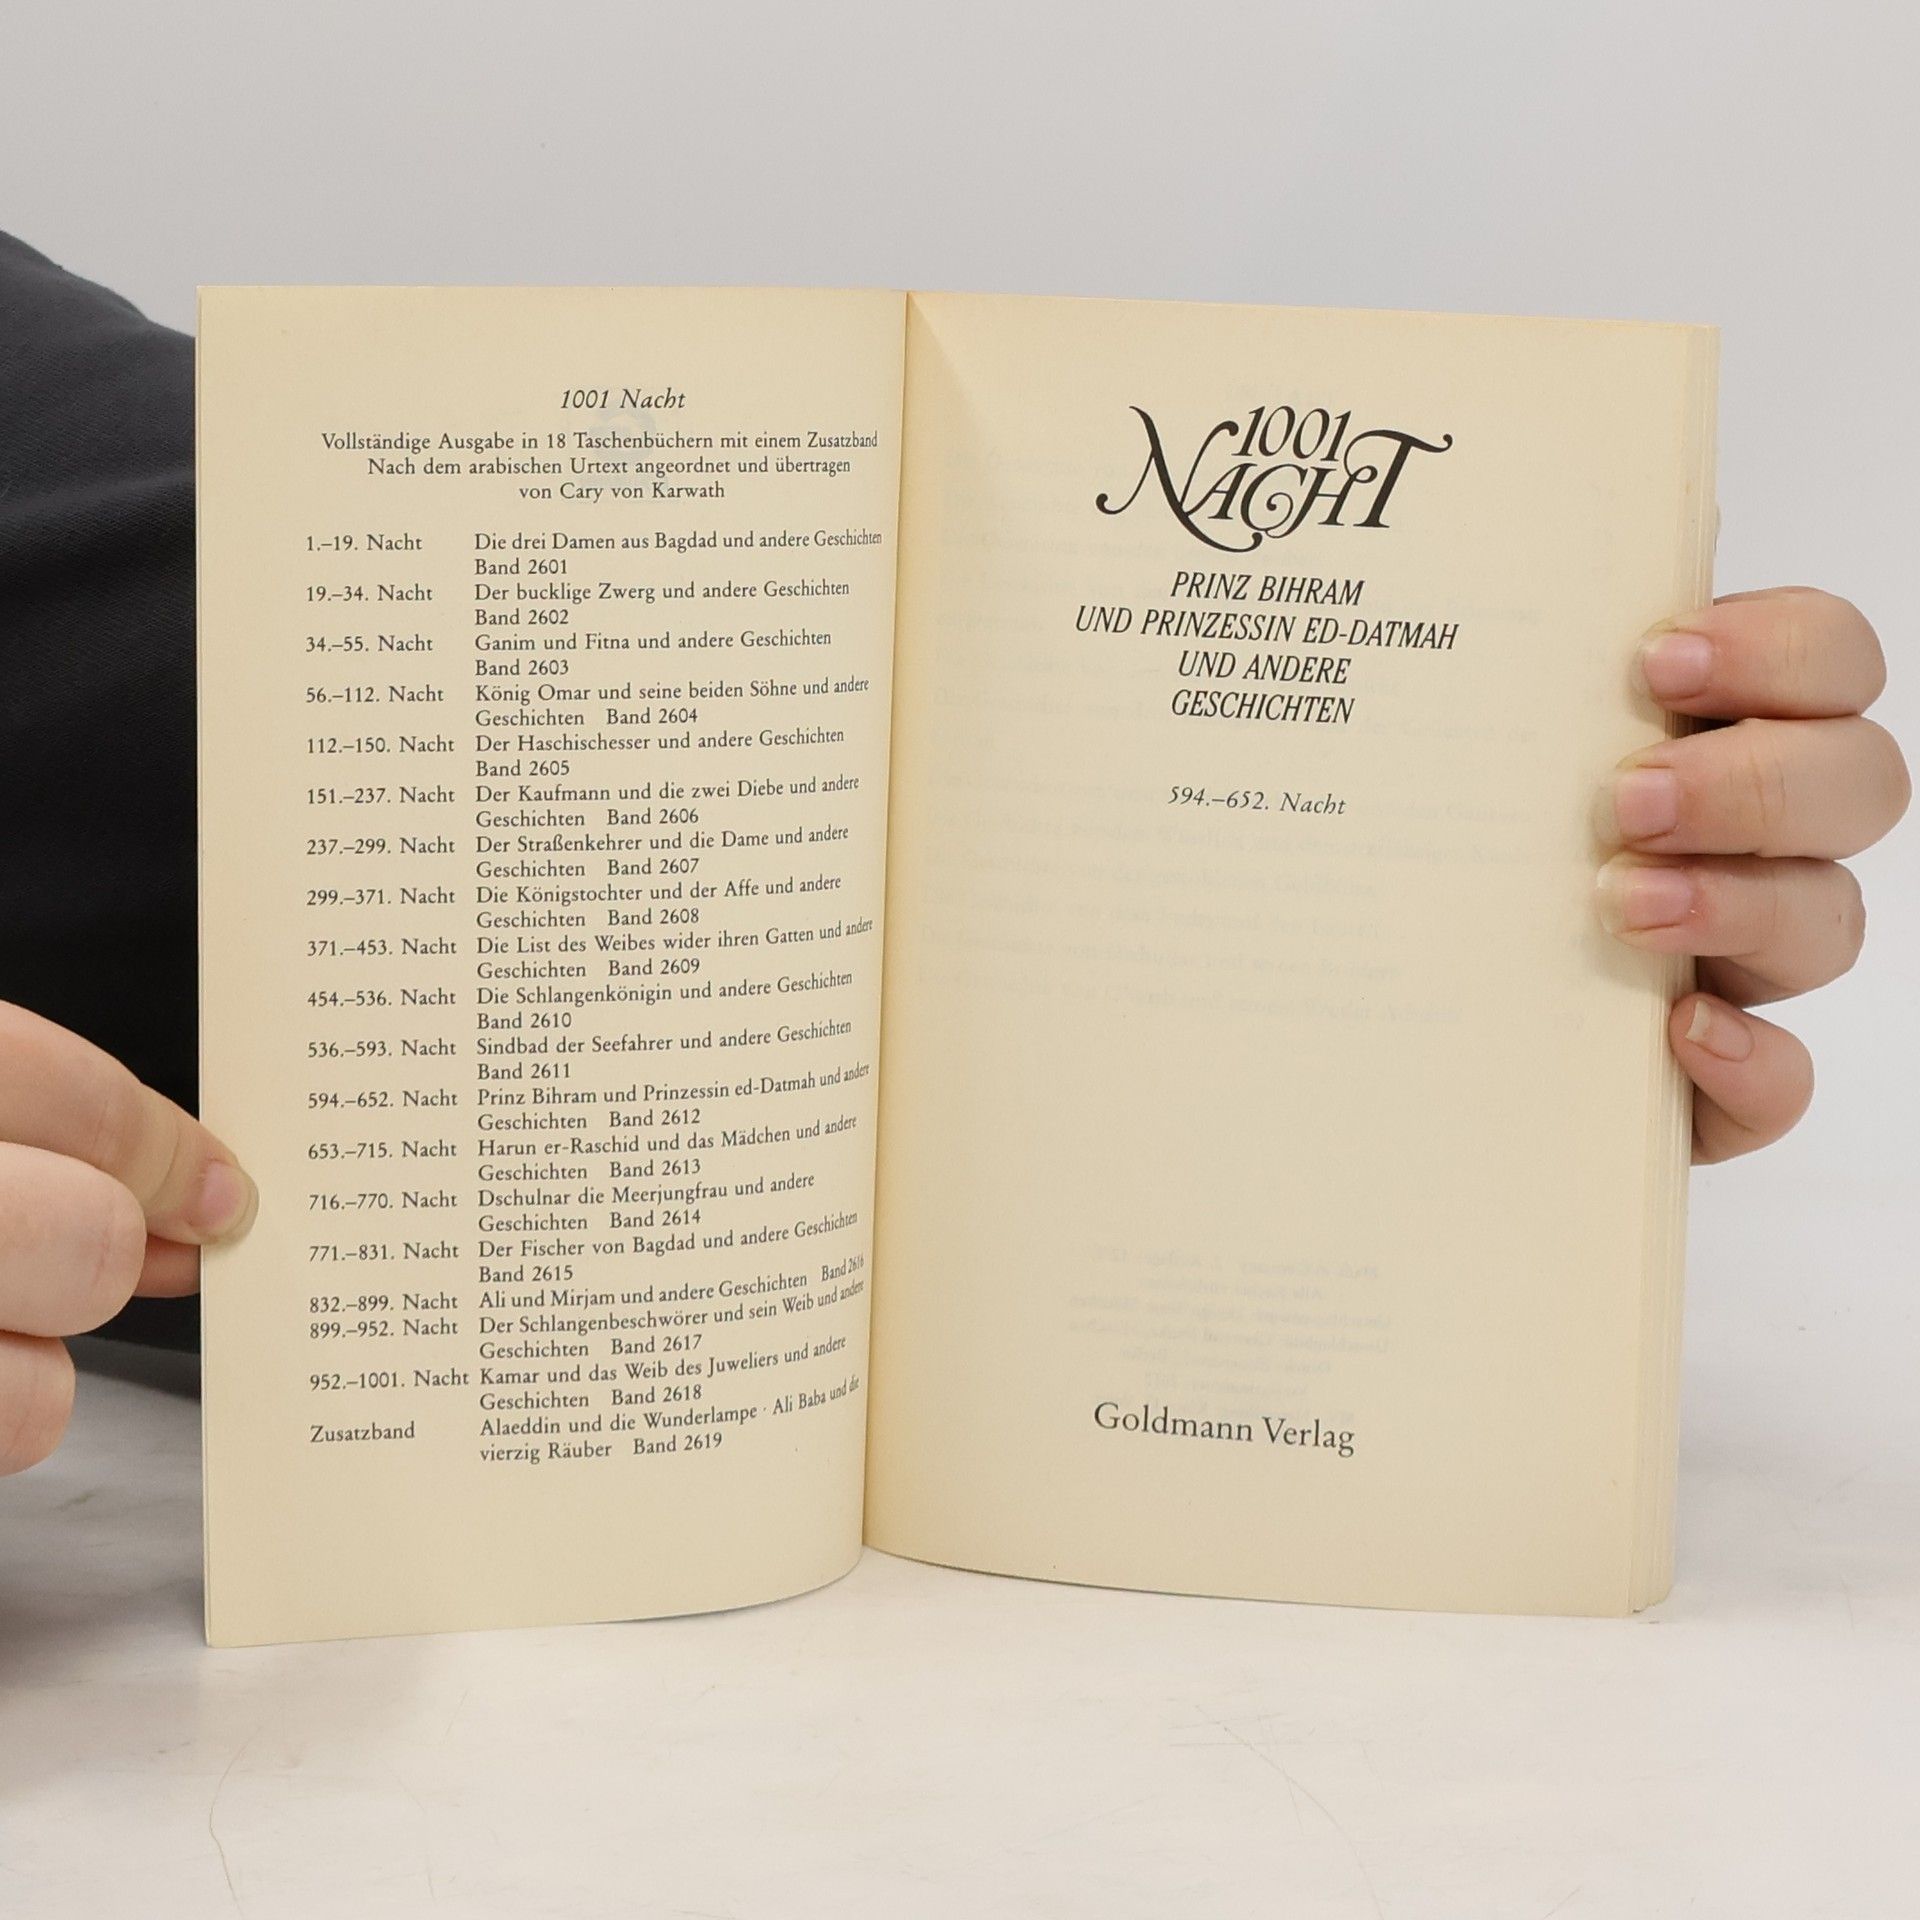 1001 Nacht
Vollständige Ausgabe in 18 Taschenbüchern mit einem Zusatzband
Nach dem arabischen Urtext angeordnet und übertragen
von Cary von Karwath
1.–19. Nacht Die drei Damen aus Bagdad und andere Geschichten
Band 2601
19.–34. Nacht Der bucklige Zwerg und andere Geschichten
Band 2602
34.–55. Nacht Ganim und Fitna und andere Geschichten
Band 2603
56.–112. Nacht König Omar und seine beiden Söhne und andere
Geschichten Band 2604
112.–150. Nacht Der Haschischesser und andere Geschichten
Band 2605
151.–237. Nacht Der Kaufmann und die zwei Diebe und andere
Geschichten Band 2606
237.–299. Nacht Der Straßenkehrer und die Dame und andere
Geschichten Band 2607
299.–371. Nacht Die Königstochter und der Affe und andere
Geschichten Band 2608
371.–453. Nacht Die List des Weibes wider ihren Gatten und andere
Geschichten Band 2609
454.–536. Nacht Die Schlangenkönigin und andere Geschichten
Band 2610
536.–593. Nacht Sindbad der Seefahrer und andere Geschichten
Band 2611
594.–652. Nacht Prinz Bihram und Prinzessin ed-Datmah und andere
Geschichten Band 2612
653.–715. Nacht Harun er-Raschid und das Mädchen und andere
Geschichten Band 2613
716.–770. Nacht Dschulnar die Meerjungfrau und andere
Geschichten Band 2614
771.–831. Nacht Der Fischer von Bagdad und andere Geschichten
Band 2615
832.–899. Nacht Ali und Mirjam und andere Geschichten Band 2616
899.–952. Nacht Der Schlangenbeschwörer und sein Weib und andere
Geschichten Band 2617
952.–1001. Nacht Kamar und das Weib des Juweliers und andere
Geschichten Band 2618
Zusatzband Alaeddin und die Wunderlampe · Ali Baba und die
vierzig Räuber Band 2619
1001
NACHT
PRINZ BIHRAM
UND PRINZESSIN ED-DATMAH
UND ANDERE
GESCHICHTEN
594.–652. Nacht
Goldmann Verlag